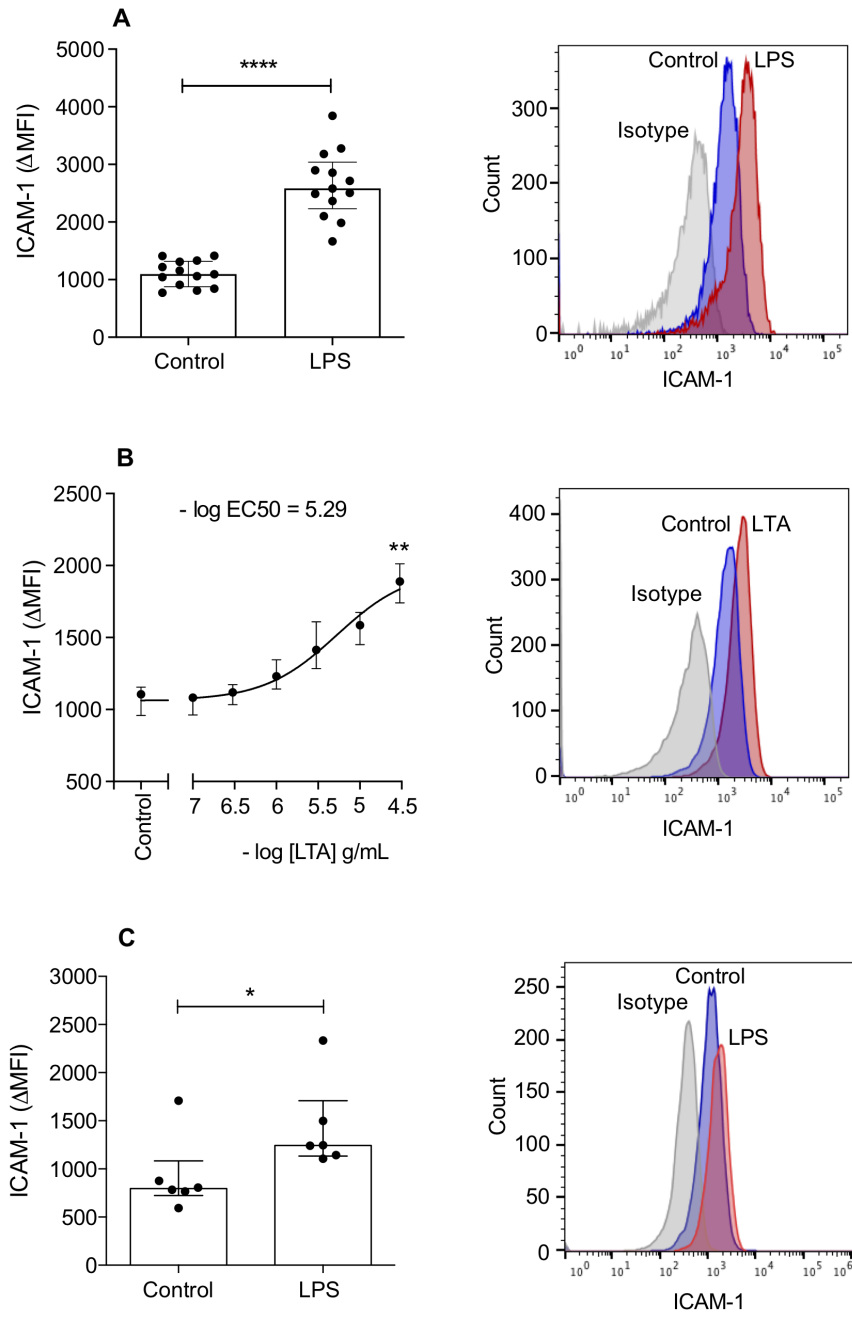 A
5000
4000
3000
2000
1000
0
ICAM-1 (ΔMFI)
****
Control
LPS
Control
LPS
Isotype
300
200
100
0
Count
10⁰ 10¹ 10² 10³ 10⁴ 10⁵
ICAM-1
B
2500
2000
1500
1000
500
ICAM-1 (ΔMFI)
- log EC50 = 5.29
**
Control
7 6.5 6 5.5 5 4.5
- log [LTA] g/mL
Control
LTA
Isotype
400
300
200
100
0
Count
10⁰ 10¹ 10² 10³ 10⁴ 10⁵
ICAM-1
C
3000
2500
2000
1500
1000
500
0
ICAM-1 (ΔMFI)
*
Control
LPS
Control
Isotype
LPS
250
200
150
100
50
0
Count
10⁰ 10¹ 10² 10³ 10⁴ 10⁵ 10⁶
ICAM-1